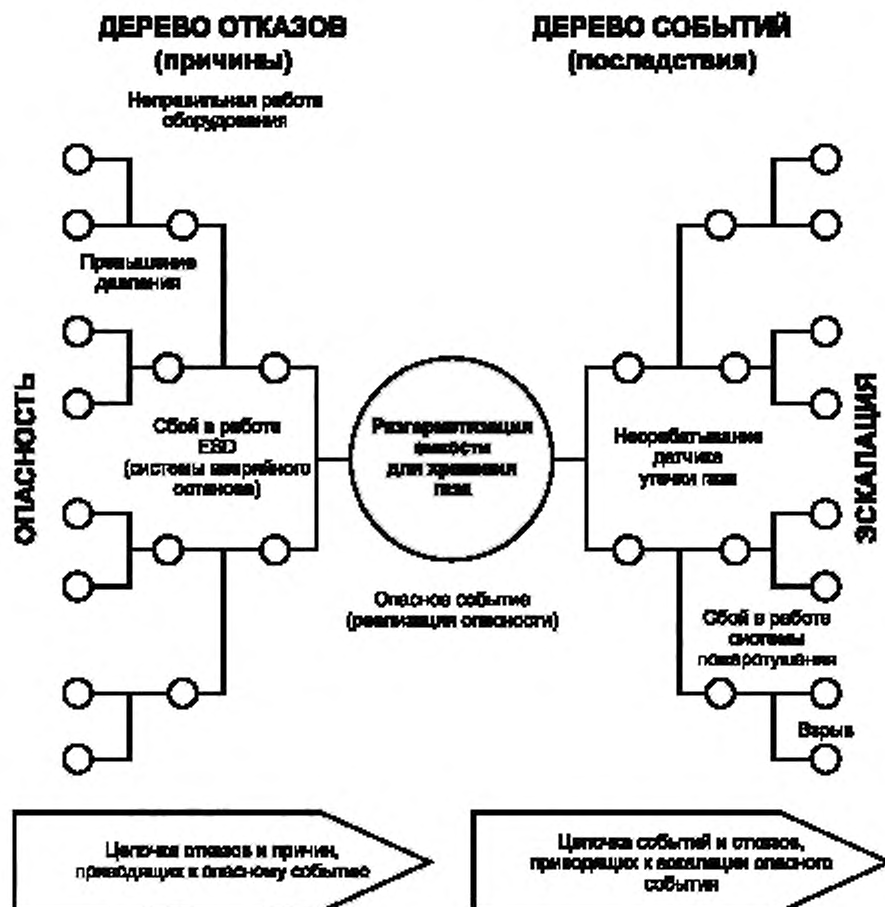 ДЕРЕВО ОТКАЗОВ
(причины)
ДЕРЕВО СОБЫТИЙ
(последствия)
Неправильная работа
оборудования
Превышение
давления
ОПАСНОСТЬ
Сбой в работе
ESD
(системы аварийного
останова)
Разгерметизация
емкости
для хранения
газа
Несрабатывание
датчика
утечки газа
ЭСКАЛАЦИЯ
Опасное событие
(реализация опасности)
Сбой в работе
системы
пожаротушения
Взрыв
Цепочка отказов и причин,
приводящих к опасному событию
Цепочка событий и отказов,
приводящих к эскалации опасного
события